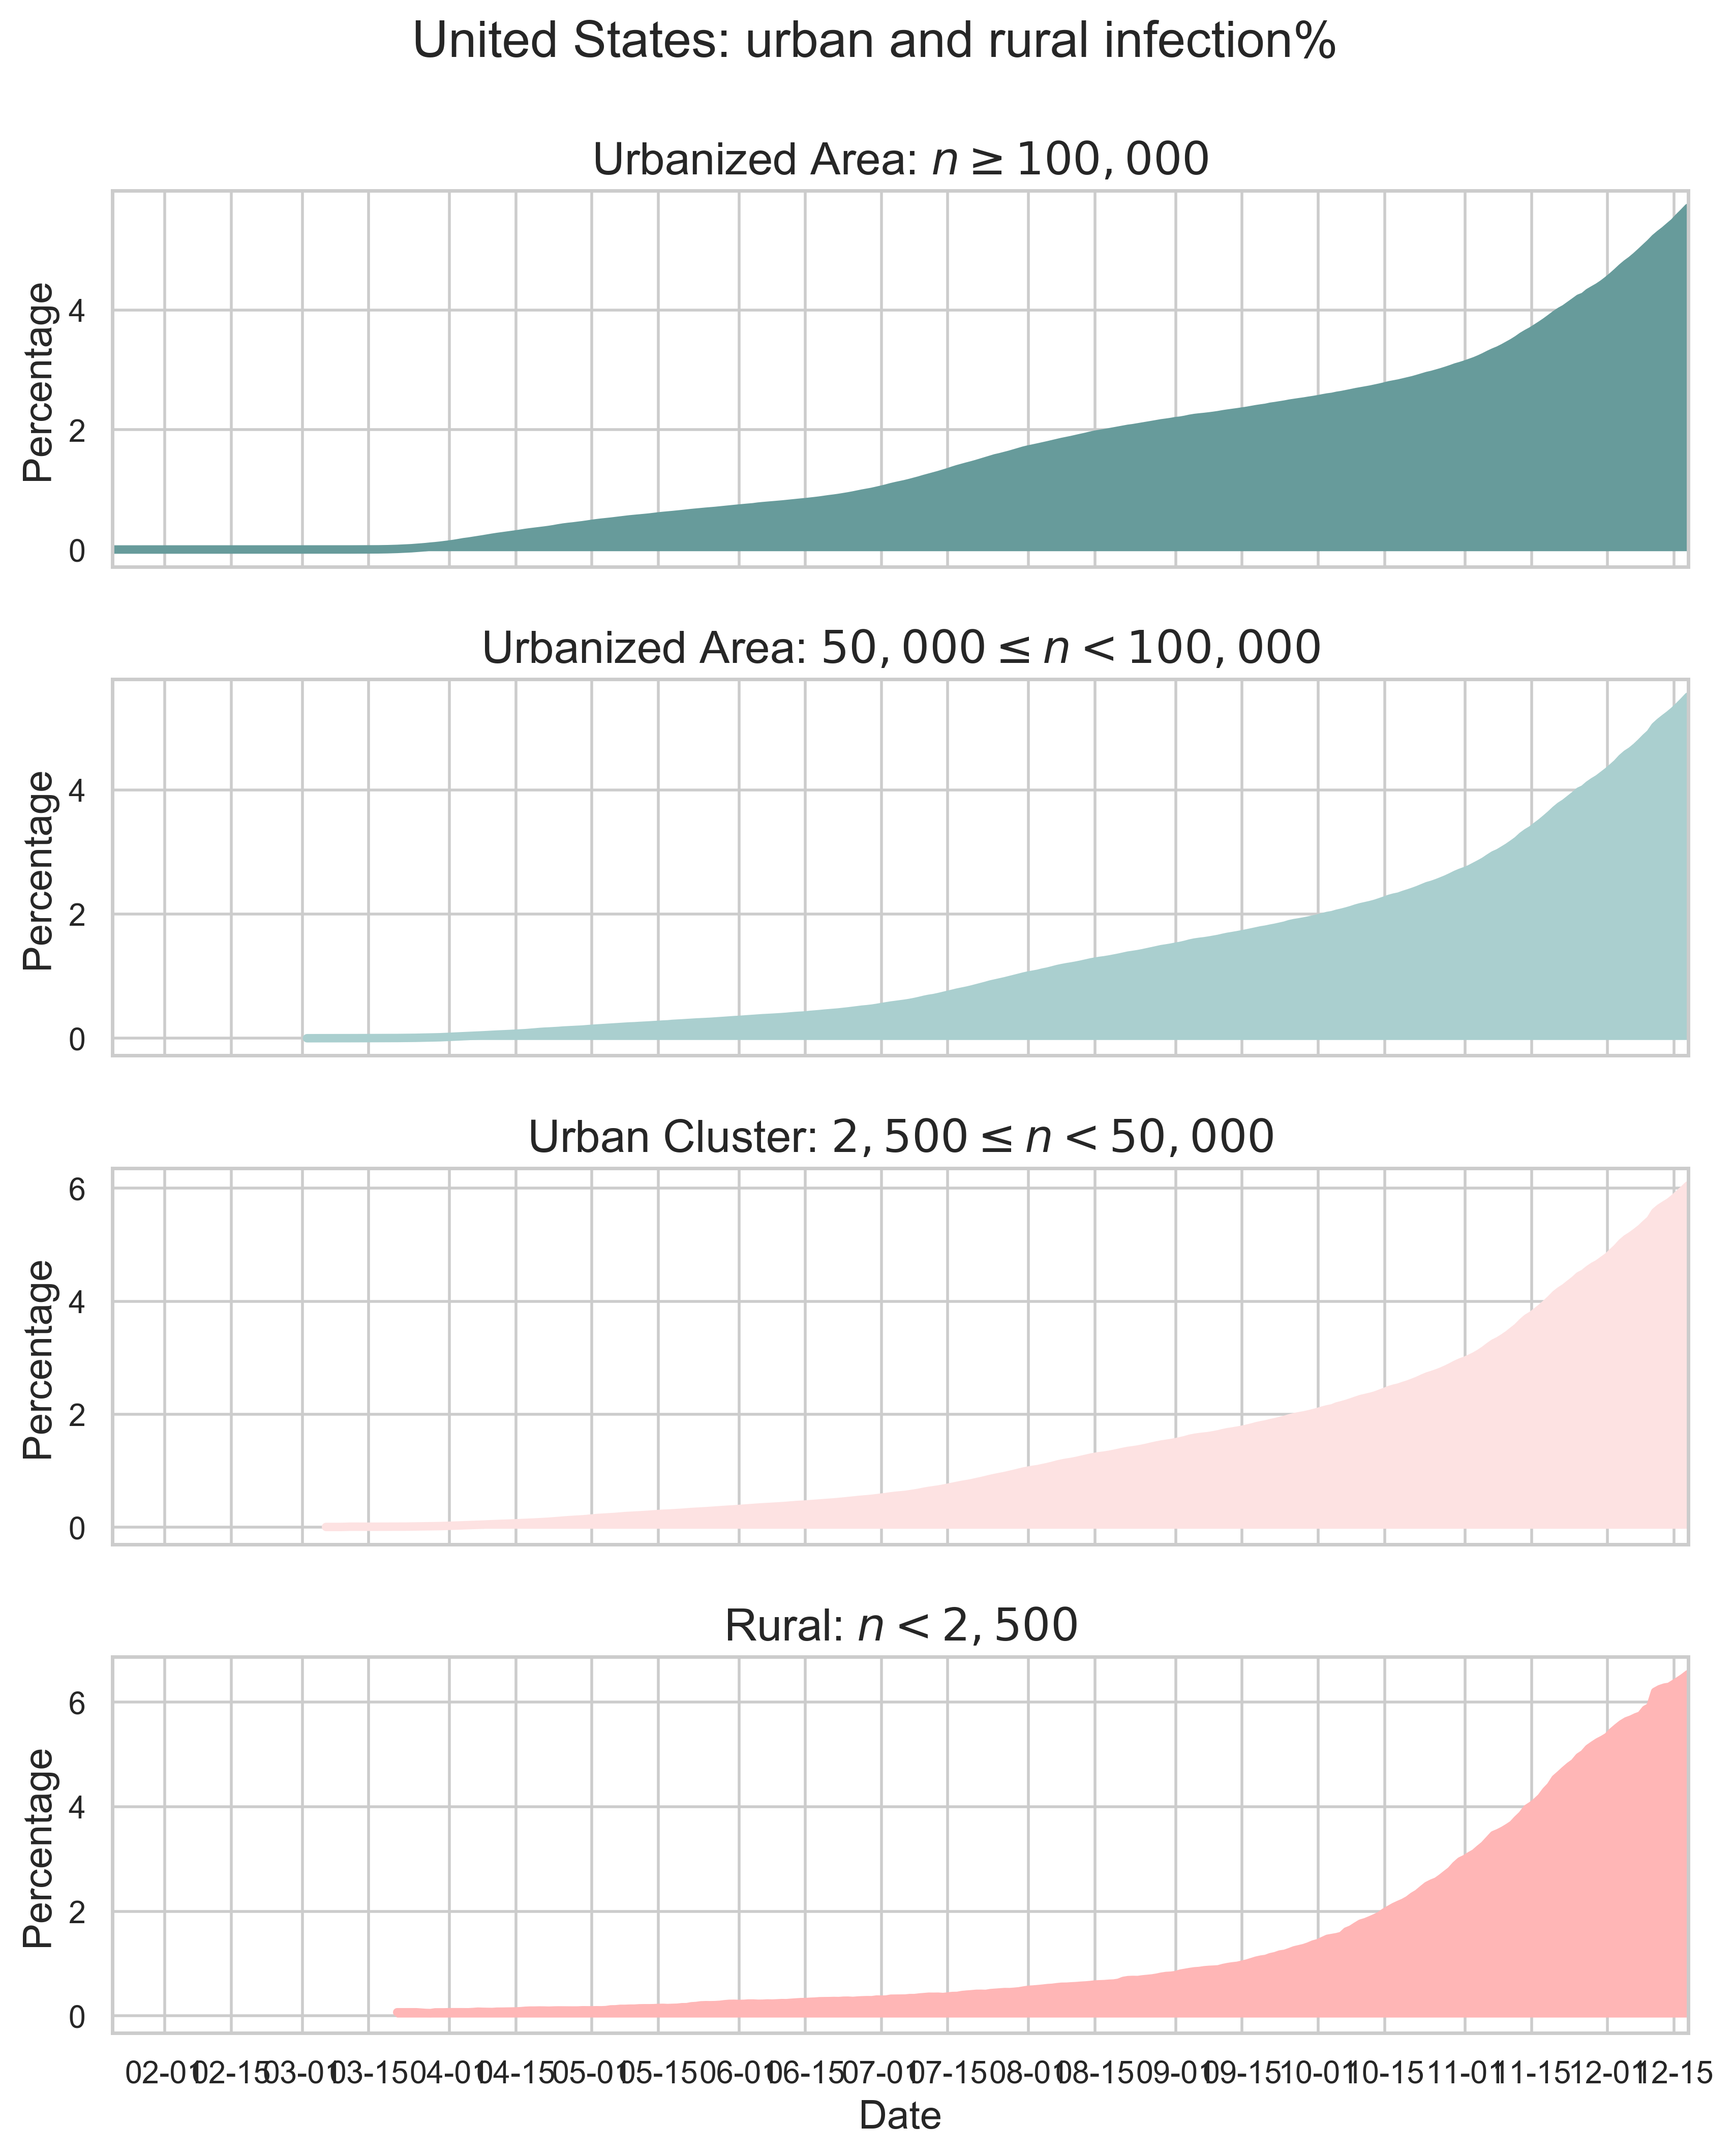 United States: urban and rural infection%
Urbanized Area: n ≥ 100,000
Percentage
4
2
0
Urbanized Area: 50,000 ≤ n < 100,000
Percentage
4
2
0
Urban Cluster: 2,500 ≤ n < 50,000
Percentage
6
4
2
0
Rural: n < 2,500
Percentage
6
4
2
0
02-01 02-15 03-01 03-15 04-01 04-15 05-01 05-15 06-01 06-15 07-01 07-15 08-01 08-15 09-01 09-15 10-01 10-15 11-01 11-15 12-01 12-15
Date